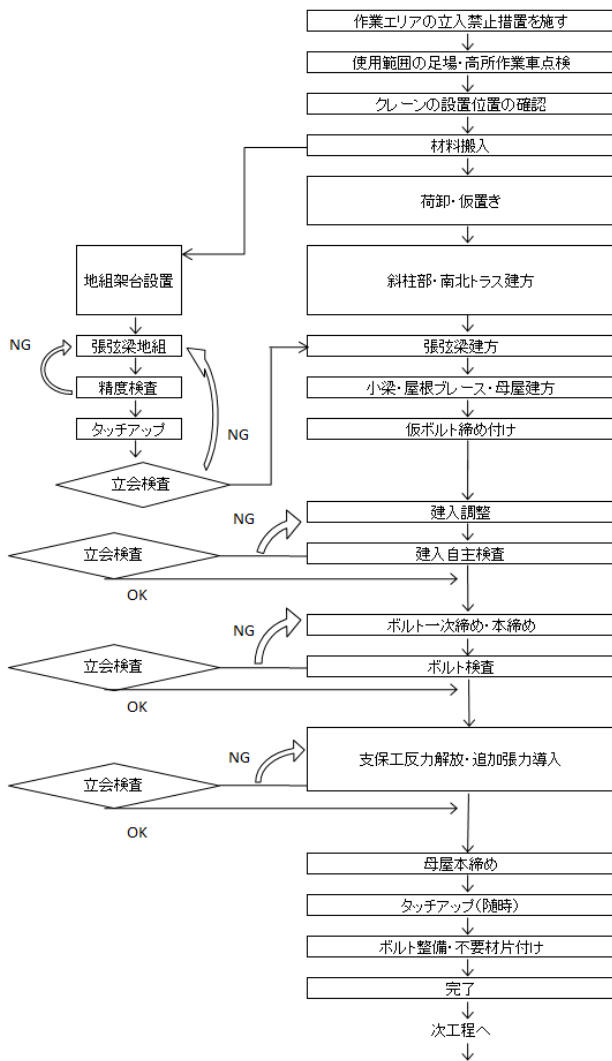 作業エリアの立入禁止措置を施す
使用範囲の足場・高所作業車点検
クレーンの設置位置の確認
材料搬入
荷卸・仮置き
地組架台設置
斜柱部・南北トラス建方
NG
張弦梁地組
張弦梁建方
精度検査
小梁・屋根ブレース・母屋建方
タッチアップ
NG
仮ボルト締め付け
立会検査
NG
建入調整
立会検査
建入自主検査
OK
NG
ボルト一次締め・本締め
立会検査
ボルト検査
OK
NG
支保工反力解放・追加張力導入
立会検査
OK
母屋本締め
タッチアップ(随時)
ボルト整備・不要材片付け
完了
次工程へ